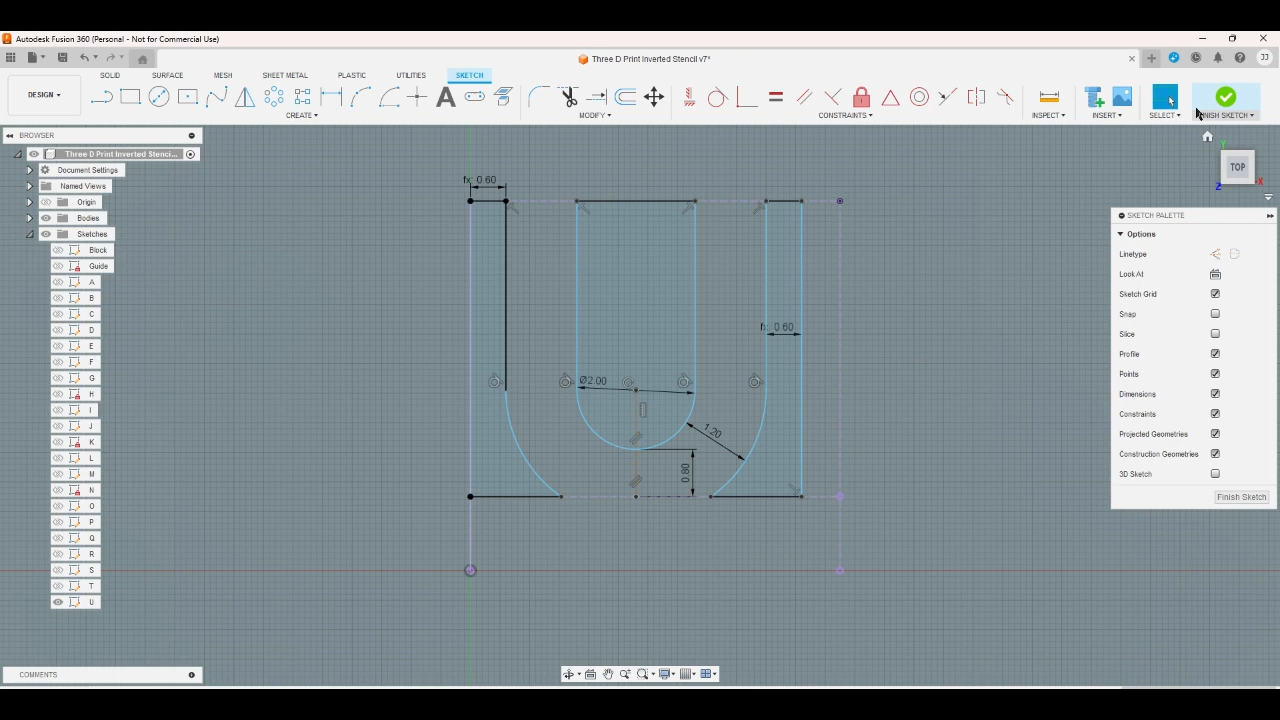 Autodesk Fusion 360 (Personal - Not for Commercial Use)
Three D Print Inverted Stencil v7*
JJ
SOLID SURFACE MESH SHEET METAL PLASTIC UTILITIES SKETCH
DESIGN
CREATE MODIFY CONSTRAINTS INSPECT INSERT SELECT FINISH SKETCH
BROWSER
Three D Print Inverted Stenci...
Document Settings
Named Views
Origin
Bodies
Sketches
Block
Guide
A
B
C
D
E
F
G
H
I
J
K
L
M
N
O
P
Q
R
S
T
U
COMMENTS
fx: 0.60
fx: 0.60
Ø2.00
1.20
0.80
Y
TOP
X
Z
SKETCH PALETTE
Options
Linetype
Look At
Sketch Grid
Snap
Slice
Profile
Points
Dimensions
Constraints
Projected Geometries
Construction Geometries
3D Sketch
Finish Sketch